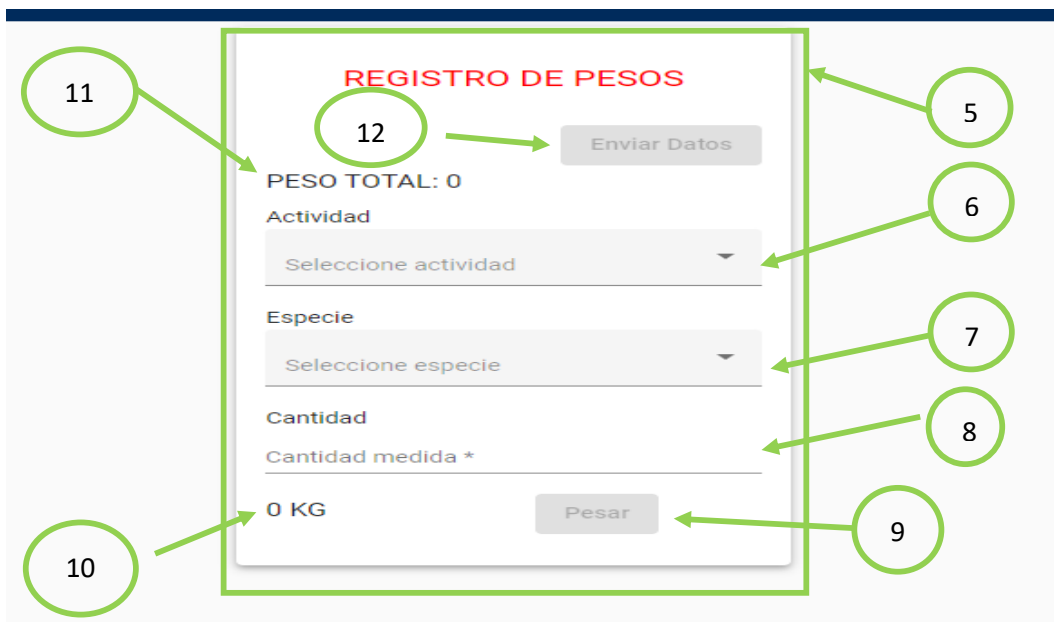 REGISTRO DE PESOS
11
5
12
Enviar Datos
PESO TOTAL: 0
6
Actividad
Seleccione actividad
Especie
7
Seleccione especie
Cantidad
8
Cantidad medida *
0 KG
Pesar
9
10